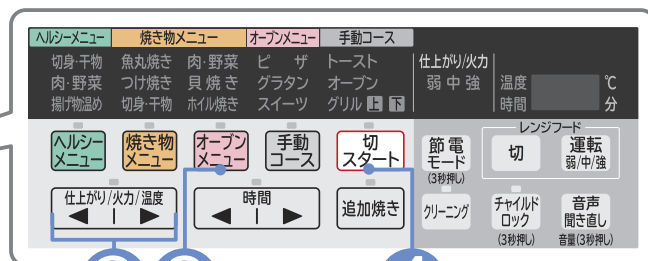 ヘルシーメニュー 焼き物メニュー オーブンメニュー 手動コース
切身・干物 魚丸焼き 肉・野菜 ピザ トースト 仕上がり/火力
肉・野菜 つけ焼き 貝焼き グラタン オーブン 弱 中 強 温度 ℃
揚げ物温め 切身・干物 ホイル焼き スイーツ グリル 上 下 時間 分
レンジフード
ヘルシー
メニュー
焼き物
メニュー
オーブン
メニュー
手動
コース
切
スタート
節電
モード
(3秒押し)
切
運転
弱/中/強
仕上がり/火力/温度
◀ ▶
時間
◀ ▶
追加焼き
クリーニング
チャイルド
ロック
(3秒押し)
音声
聞き直し
音量(3秒押し)